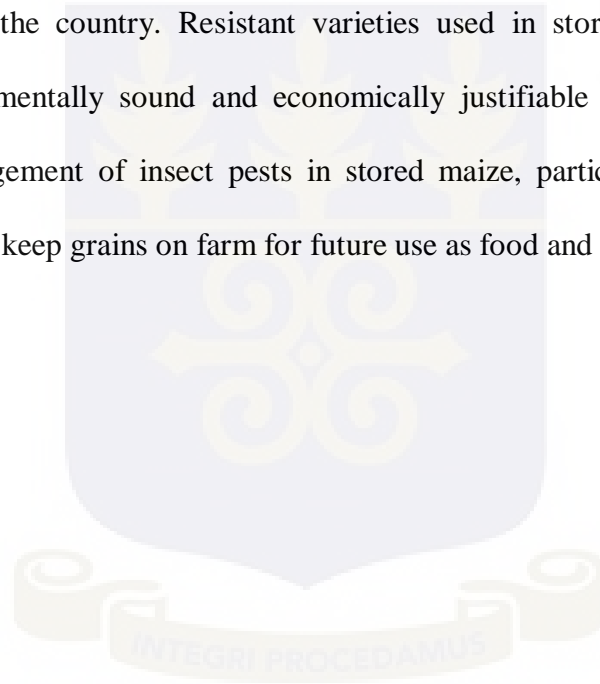 the country. Resistant varieties used in stor
mentally sound and economically justifiable
gement of insect pests in stored maize, partic
keep grains on farm for future use as food and
INTEGRI PROCEDAMUS